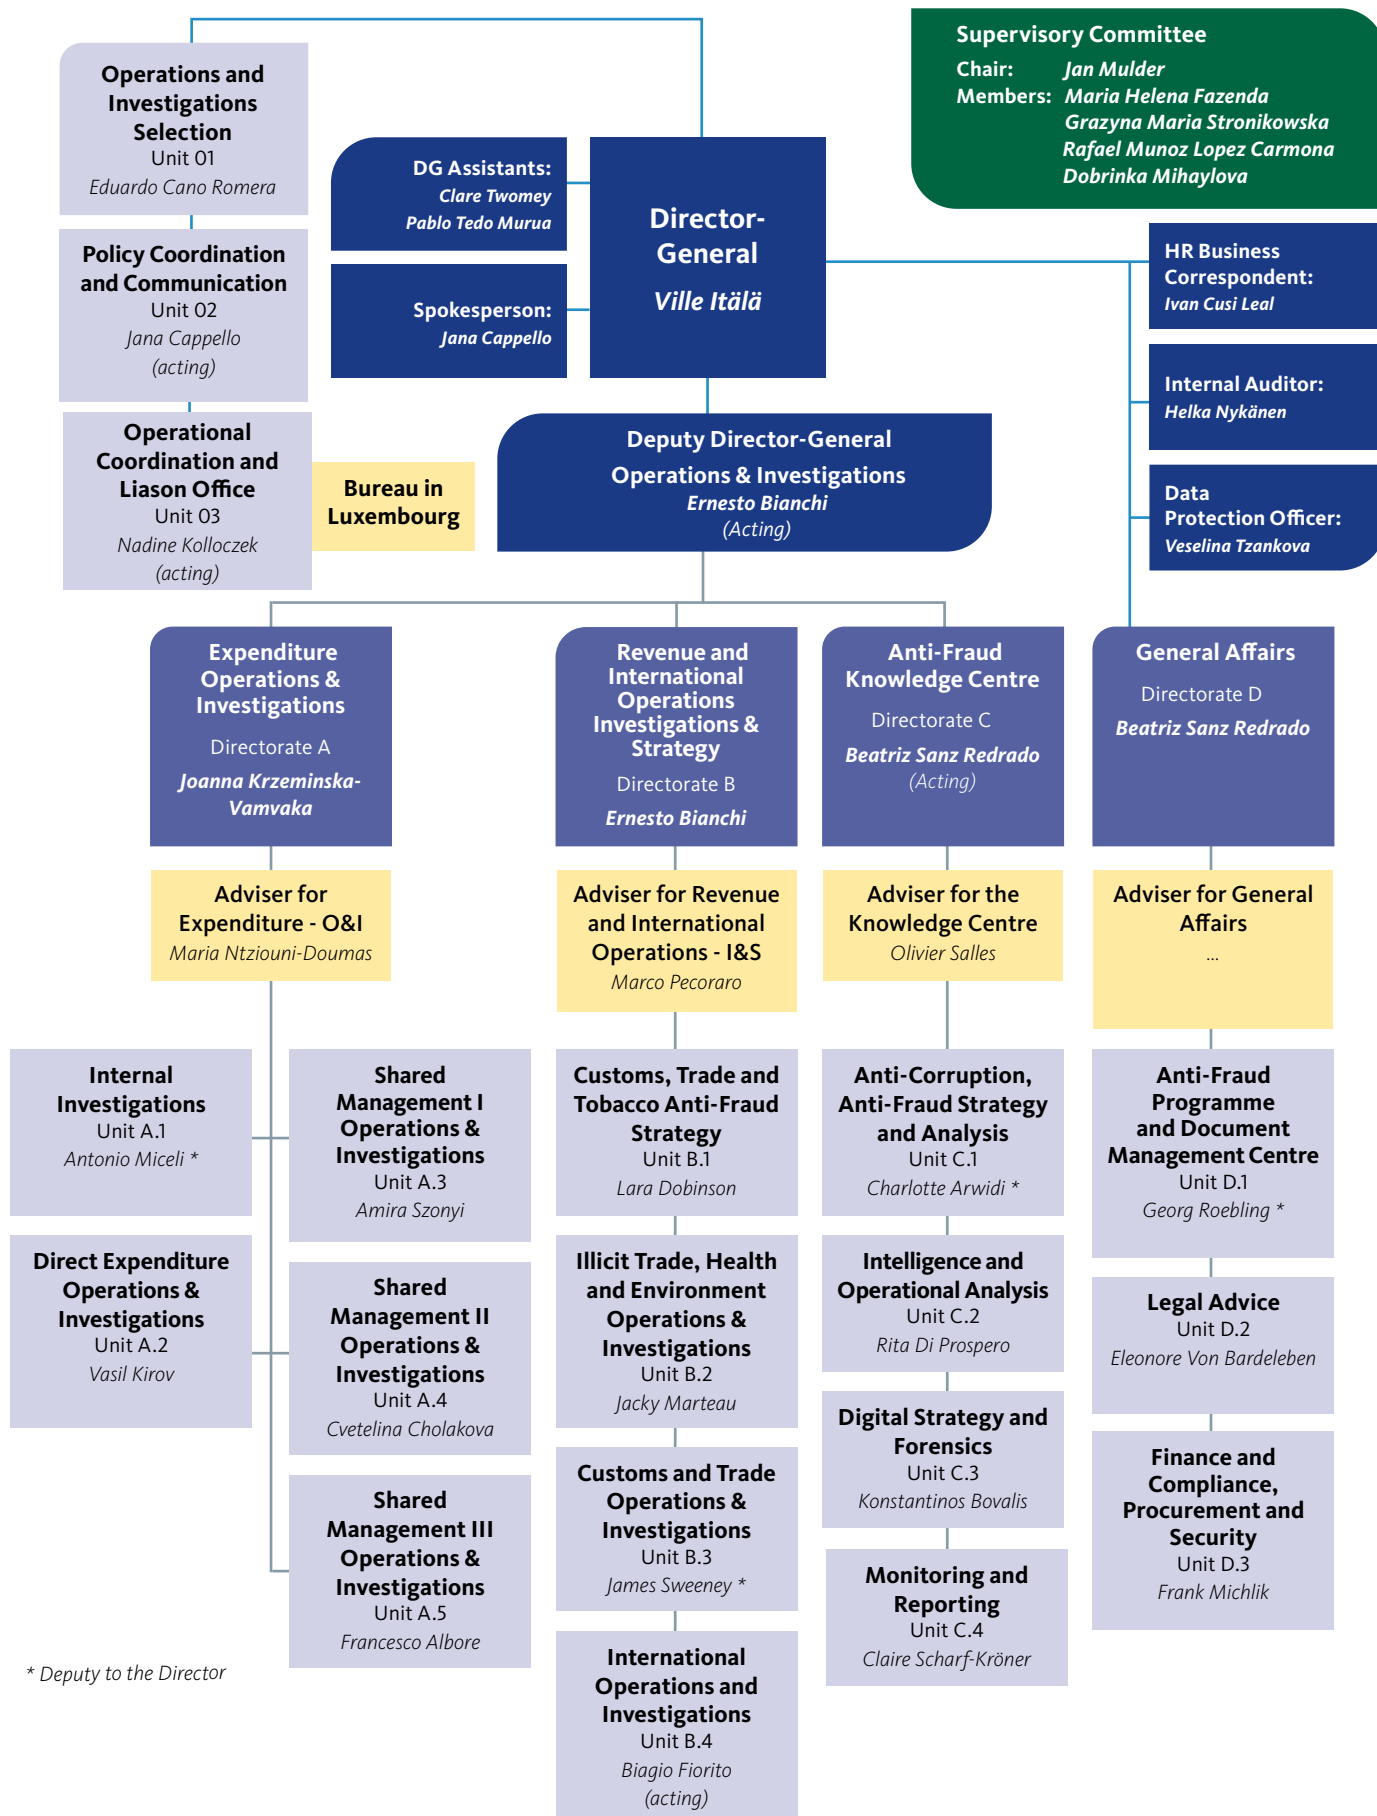 Operations and
Investigations
Selection
Unit 01
Eduardo Cano Romera
Policy Coordination
and Communication
Unit 02
Jana Cappello
(acting)
Operational
Coordination and
Liason Office
Unit 03
Nadine Kolloczek
(acting)
Bureau in
Luxembourg
DG Assistants:
Clare Twomey
Pablo Tedo Murua
Spokesperson:
Jana Cappello
Director-
General
Ville Itälä
Supervisory Committee
Chair: Jan Mulder
Members: Maria Helena Fazenda
Grazyna Maria Stronikowska
Rafael Munoz Lopez Carmona
Dobrinka Mihaylova
HR Business
Correspondent:
Ivan Cusi Leal
Internal Auditor:
Helka Nykänen
Data
Protection Officer:
Veselina Tzankova
Deputy Director-General
Operations & Investigations
Ernesto Bianchi
(Acting)
Expenditure
Operations &
Investigations
Directorate A
Joanna Krzeminska-
Vamvaka
Adviser for
Expenditure - O&I
Maria Ntziouni-Doumas
Internal
Investigations
Unit A.1
Antonio Miceli *
Direct Expenditure
Operations &
Investigations
Unit A.2
Vasil Kirov
Shared
Management I
Operations &
Investigations
Unit A.3
Amira Szonyi
Shared
Management II
Operations &
Investigations
Unit A.4
Cvetelina Cholakova
Shared
Management III
Operations &
Investigations
Unit A.5
Francesco Albore
Revenue and
International
Operations
Investigations &
Strategy
Directorate B
Ernesto Bianchi
Adviser for Revenue
and International
Operations - I&S
Marco Pecoraro
Customs, Trade and
Tobacco Anti-Fraud
Strategy
Unit B.1
Lara Dobinson
Illicit Trade, Health
and Environment
Operations &
Investigations
Unit B.2
Jacky Marteau
Customs and Trade
Operations &
Investigations
Unit B.3
James Sweeney *
International
Operations and
Investigations
Unit B.4
Biagio Fiorito
(acting)
Anti-Fraud
Knowledge Centre
Directorate C
Beatriz Sanz Redrado
(Acting)
Adviser for the
Knowledge Centre
Olivier Salles
Anti-Corruption,
Anti-Fraud Strategy
and Analysis
Unit C.1
Charlotte Arwidi *
Intelligence and
Operational Analysis
Unit C.2
Rita Di Prospero
Digital Strategy and
Forensics
Unit C.3
Konstantinos Bovalis
Monitoring and
Reporting
Unit C.4
Claire Scharf-Kröner
General Affairs
Directorate D
Beatriz Sanz Redrado
Adviser for General
Affairs
...
Anti-Fraud
Programme
and Document
Management Centre
Unit D.1
Georg Roebling *
Legal Advice
Unit D.2
Eleonore Von Bardeleben
Finance and
Compliance,
Procurement and
Security
Unit D.3
Frank Michlik
* Deputy to the Director